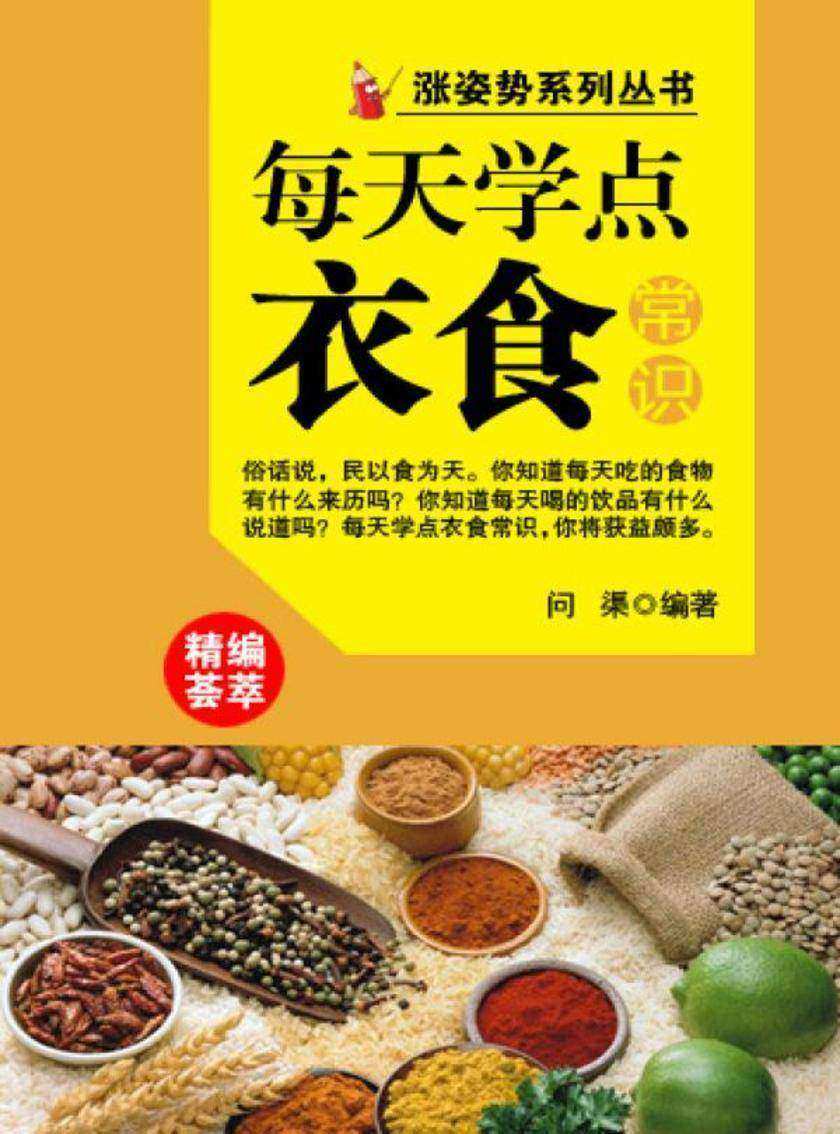 涨姿势系列丛书
每天学点
衣食常识
俗话说，民以食为天。你知道每天吃的食物
有什么来历吗？你知道每天喝的饮品有什么
说道吗？每天学点衣食常识，你将获益颇多。
问 渠◎编著
精编
荟萃